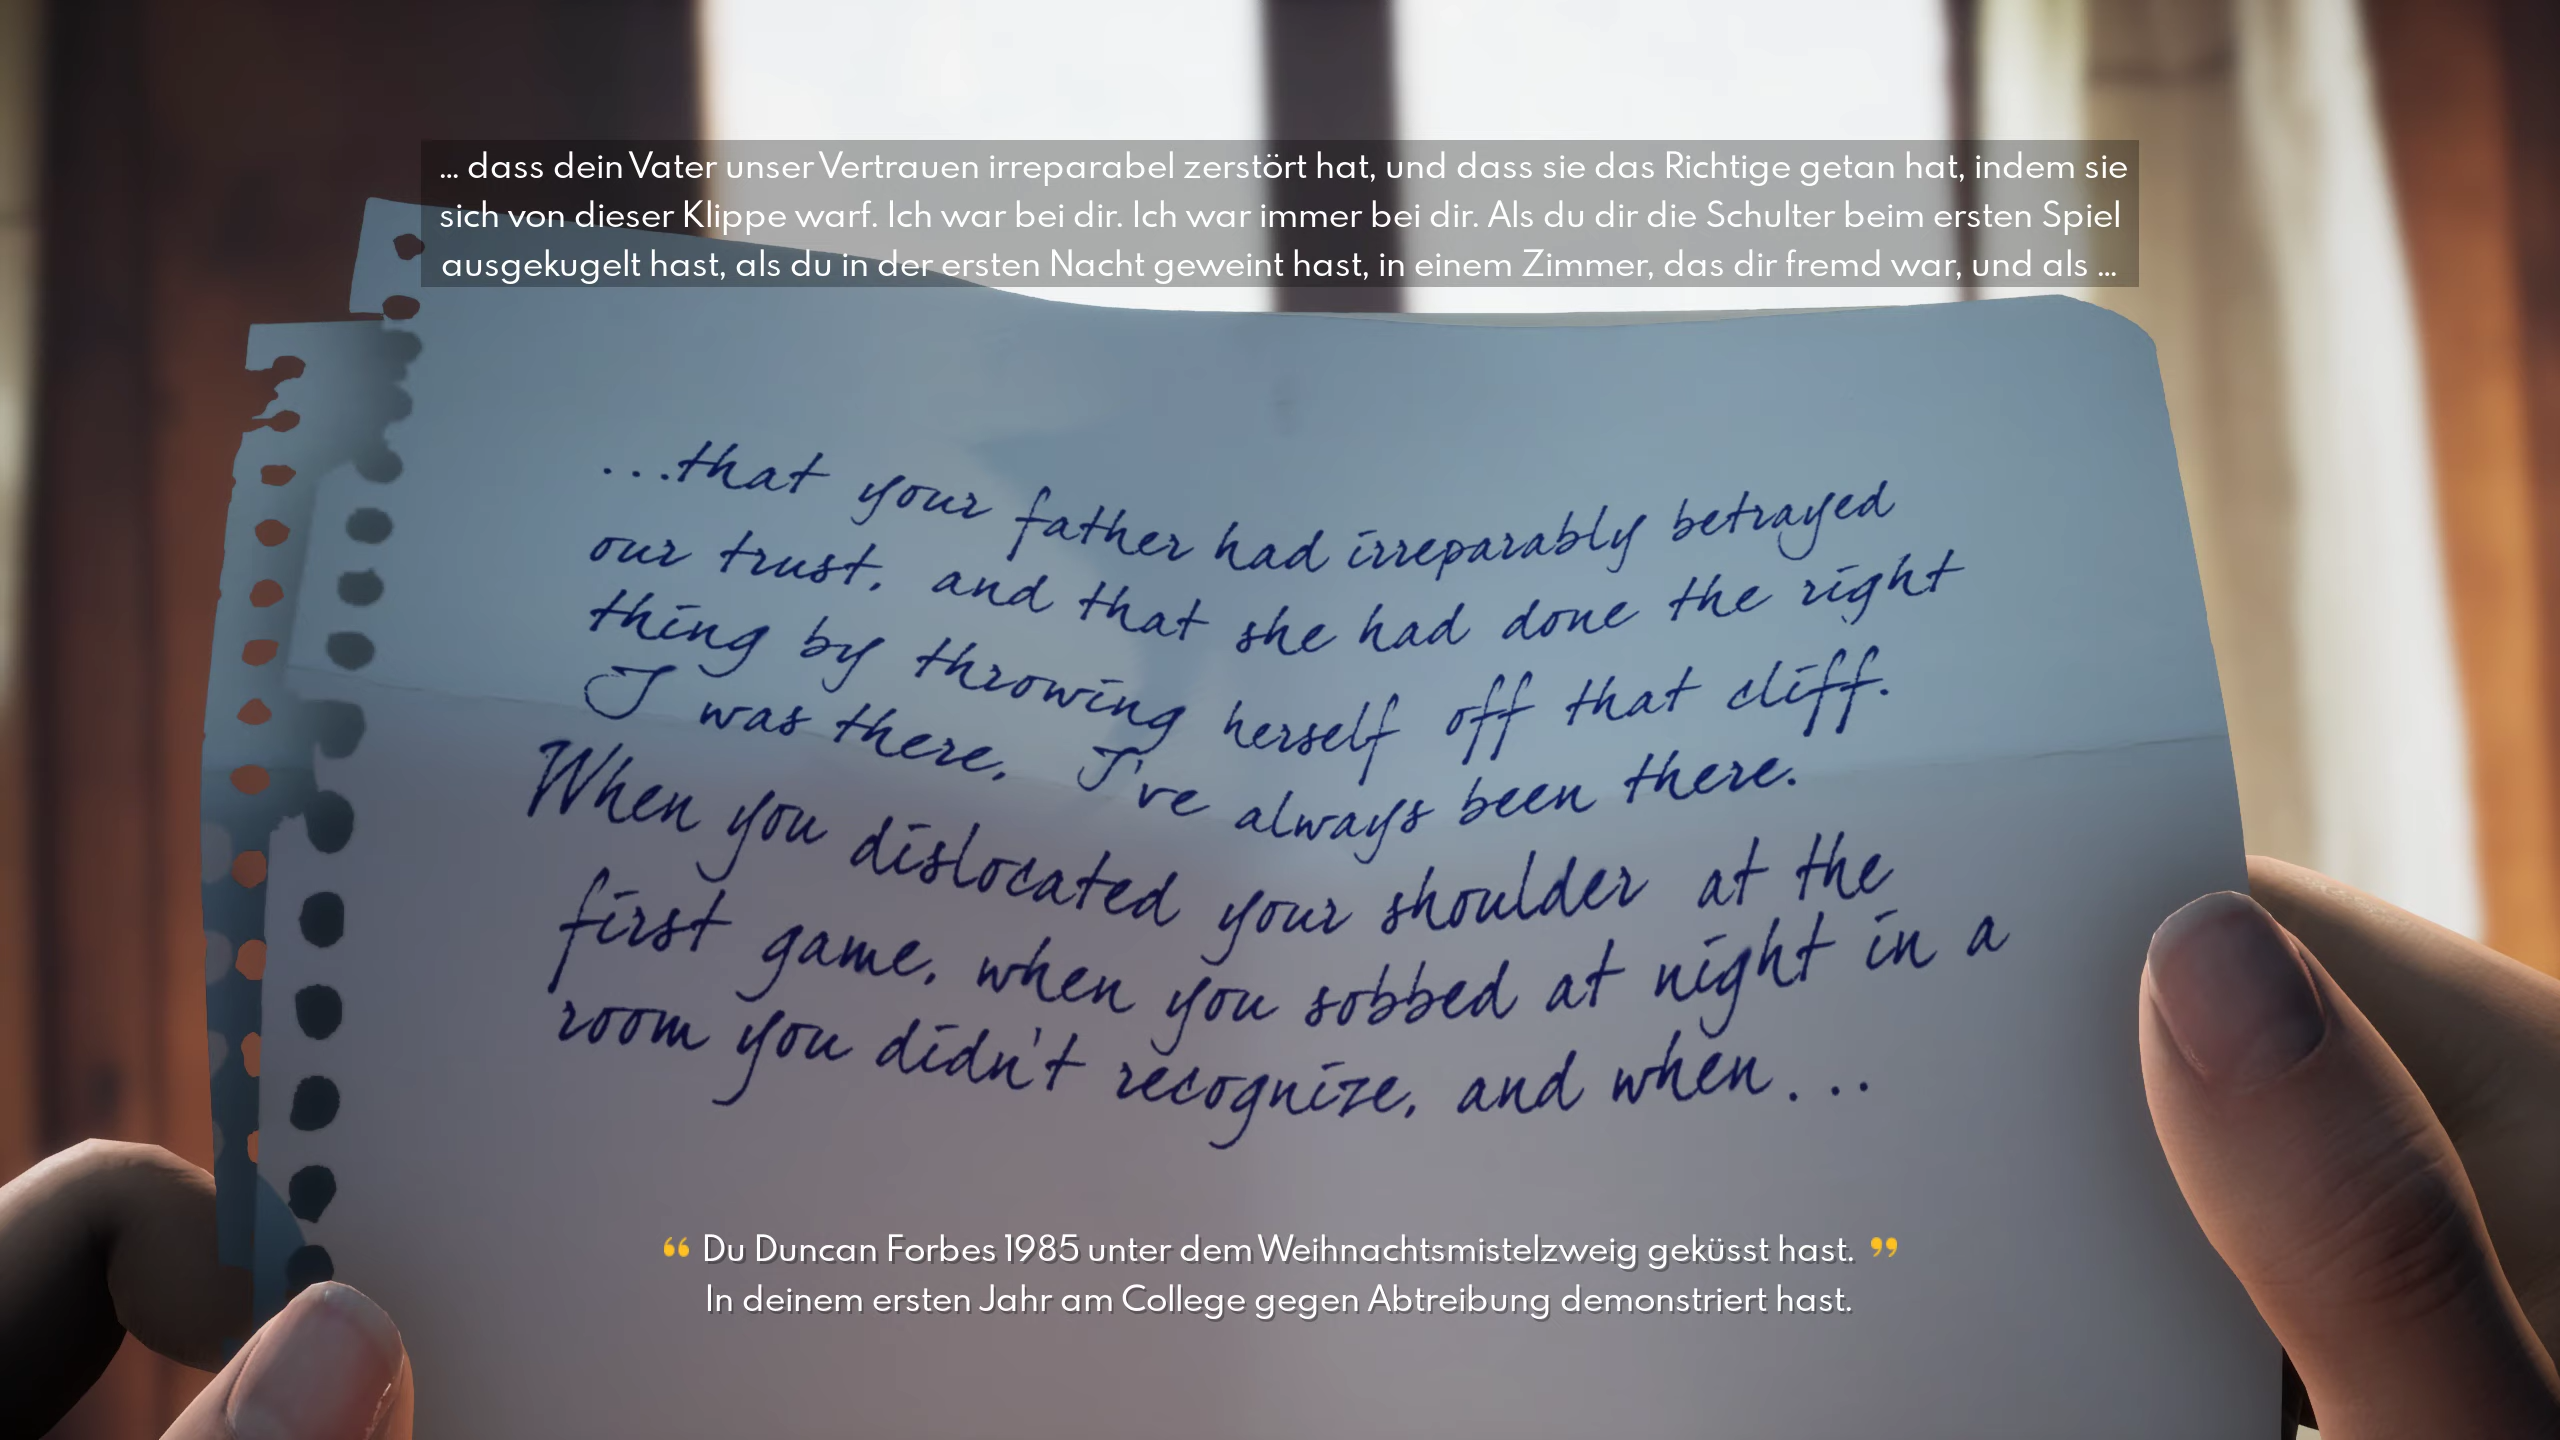 ... dass dein Vater unser Vertrauen irreparabel zerstört hat, und dass sie das Richtige getan hat, indem sie
sich von dieser Klippe warf. Ich war bei dir. Ich war immer bei dir. Als du dir die Schulter beim ersten Spiel
ausgekugelt hast, als du in der ersten Nacht geweint hast, in einem Zimmer, das dir fremd war, und als ...
...that your father had irreparably betrayed
our trust, and that she had done the right
thing by throwing herself off that cliff.
I was there, I've always been there.
When you dislocated your shoulder at the
first game, when you sobbed at night in a
room you didn't recognize, and when...
“ Du Duncan Forbes 1985 unter dem Weihnachtsmistelzweig geküsst hast. ”
In deinem ersten Jahr am College gegen Abtreibung demonstriert hast.